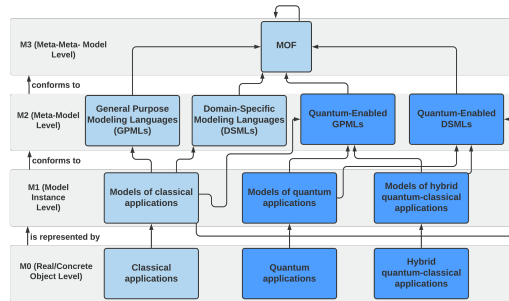 M3 (Meta-Meta- Model
Level)
MOF
conforms to
M2 (Meta-Model
Level)
General Purpose
Modeling Languages
(GPMLs)
Domain-Specific
Modeling Languages
(DSMLs)
Quantum-Enabled
GPMLs
Quantum-Enabled
DSMLs
conforms to
M1 (Model
Instance
Level)
Models of classical
applications
Models of quantum
applications
Models of hybrid
quantum-classical
applications
is represented by
M0 (Real/Concrete
Object Level)
Classical
applications
Quantum
applications
Hybrid
quantum-classical
applications